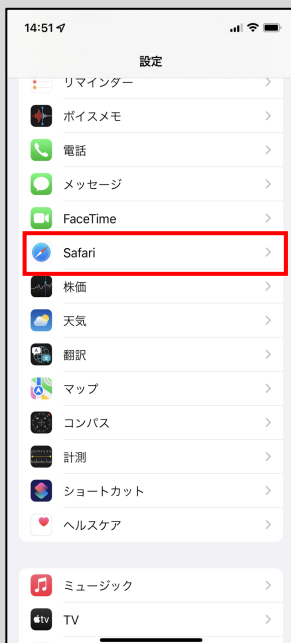 14:51
設定
リマインダー
ボイスメモ
電話
メッセージ
FaceTime
Safari
株価
天気
翻訳
マップ
コンパス
計測
ショートカット
ヘルスケア
ミュージック
tv TV